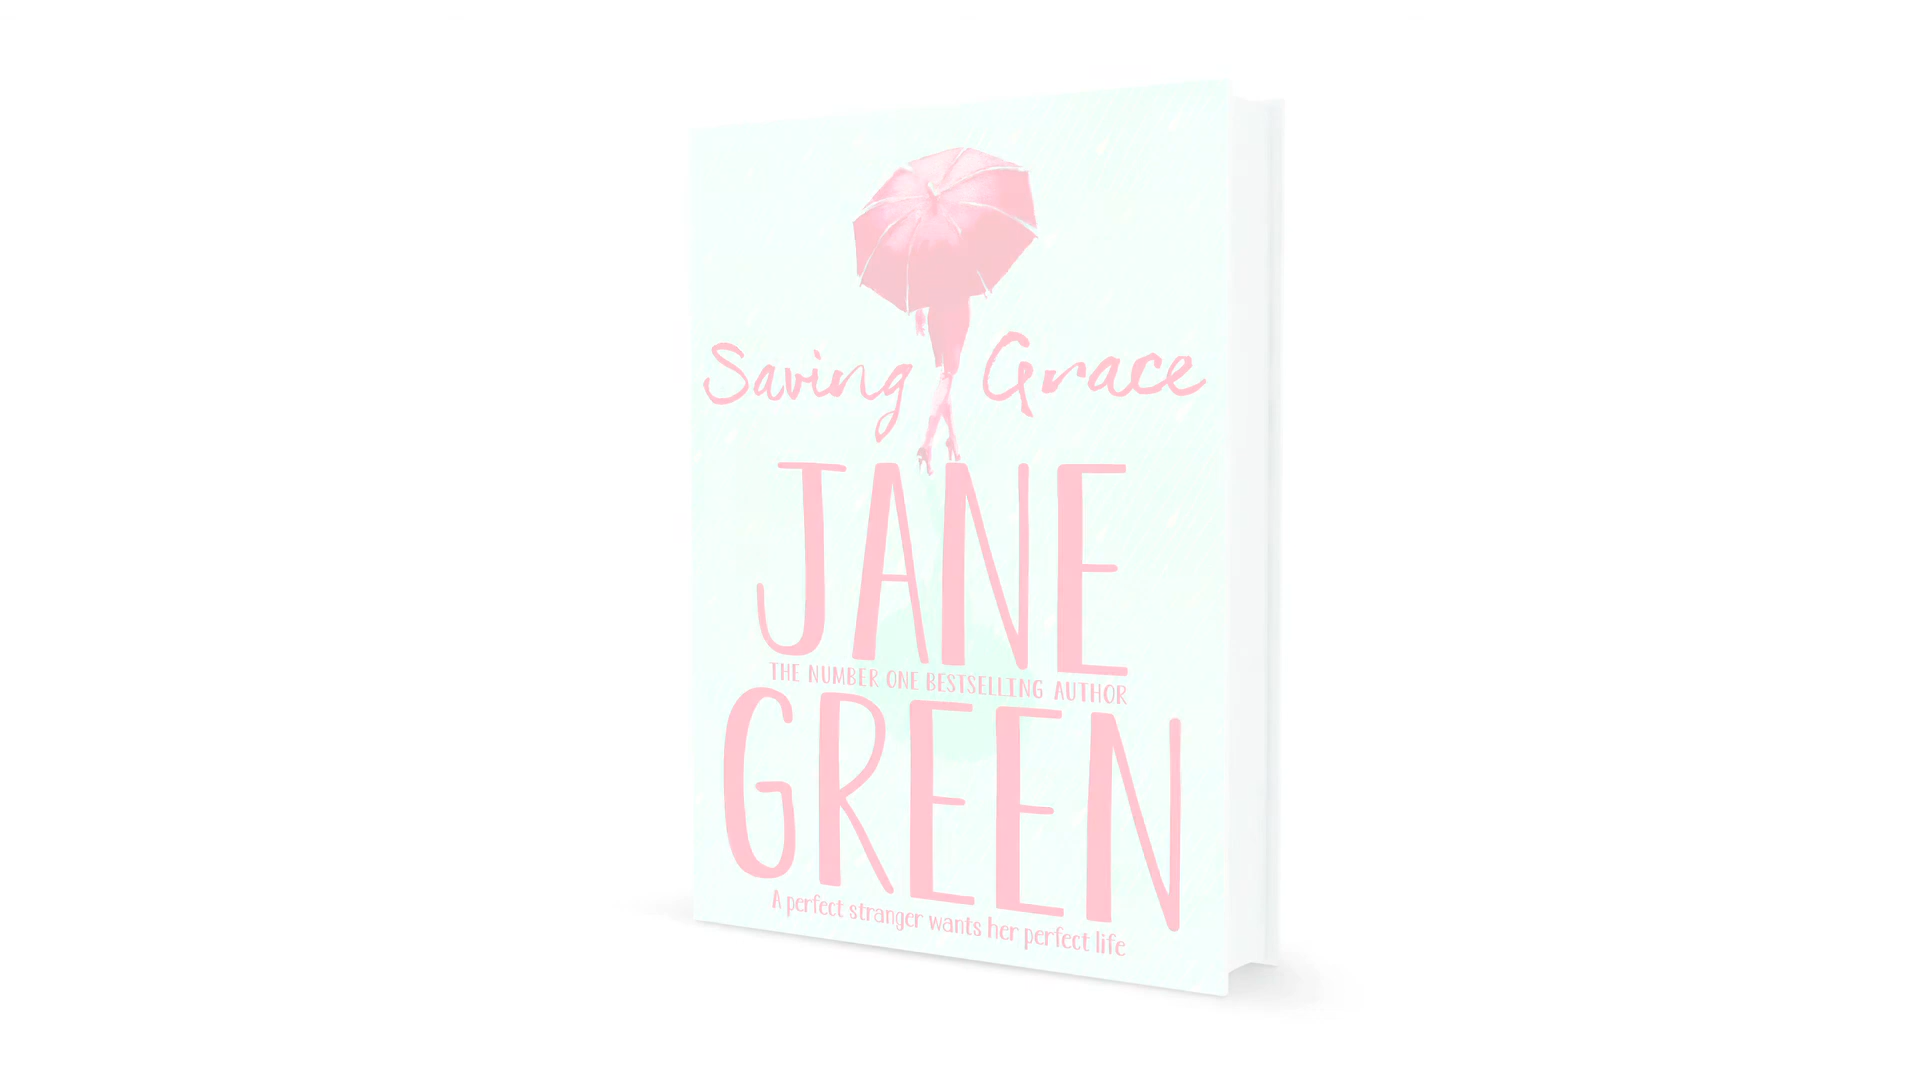 Saving Grace
JANE
THE NUMBER ONE BESTSELLING AUTHOR
GREEN
A perfect stranger wants her perfect life